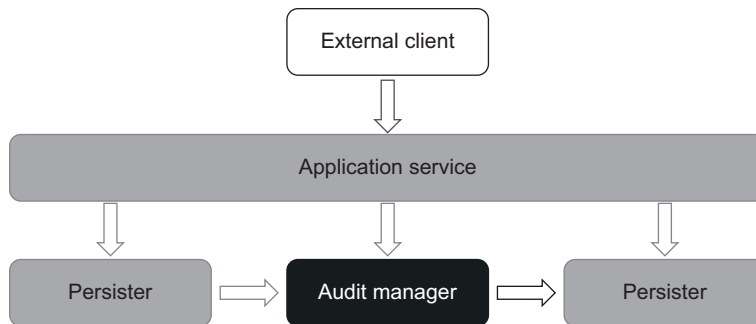 External client
Application service
Persister
Audit manager
Persister